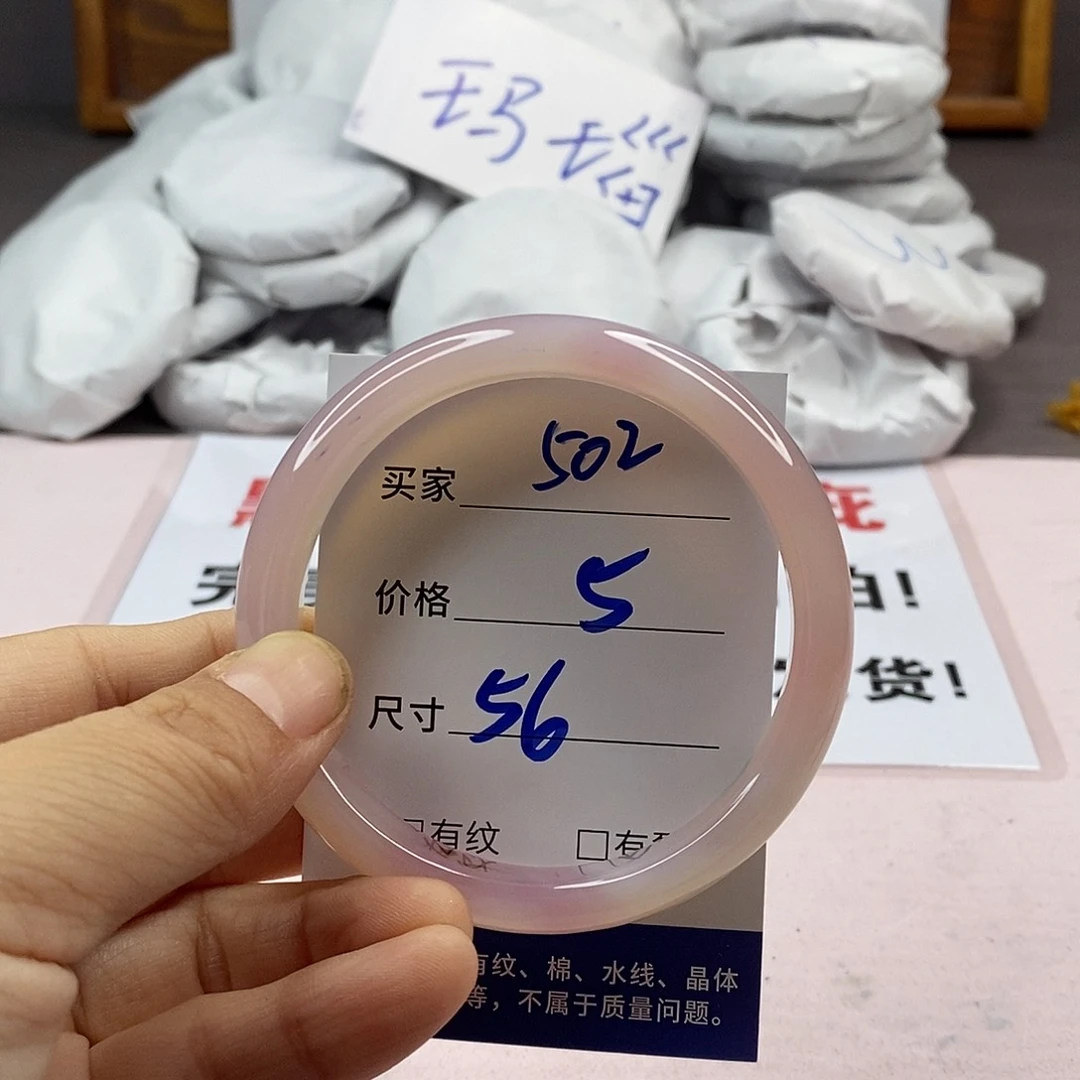 玛瑙
买家 502
价格 5
尺寸 56
□有纹 □有
有纹、棉、水线、晶体
等，不属于质量问题。
货！